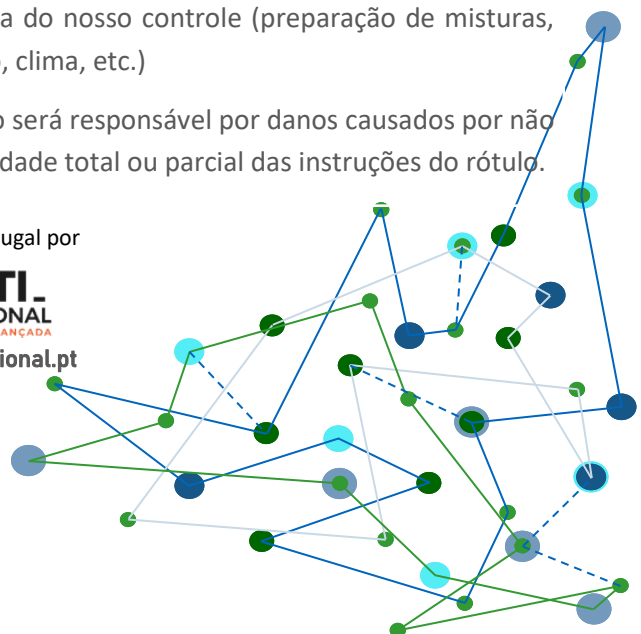 a do nosso controle (preparação de misturas,
, clima, etc.)
o será responsável por danos causados por não
dade total ou parcial das instruções do rótulo.
ugal por
TI_
ONAL
ANÇADA
ional.pt